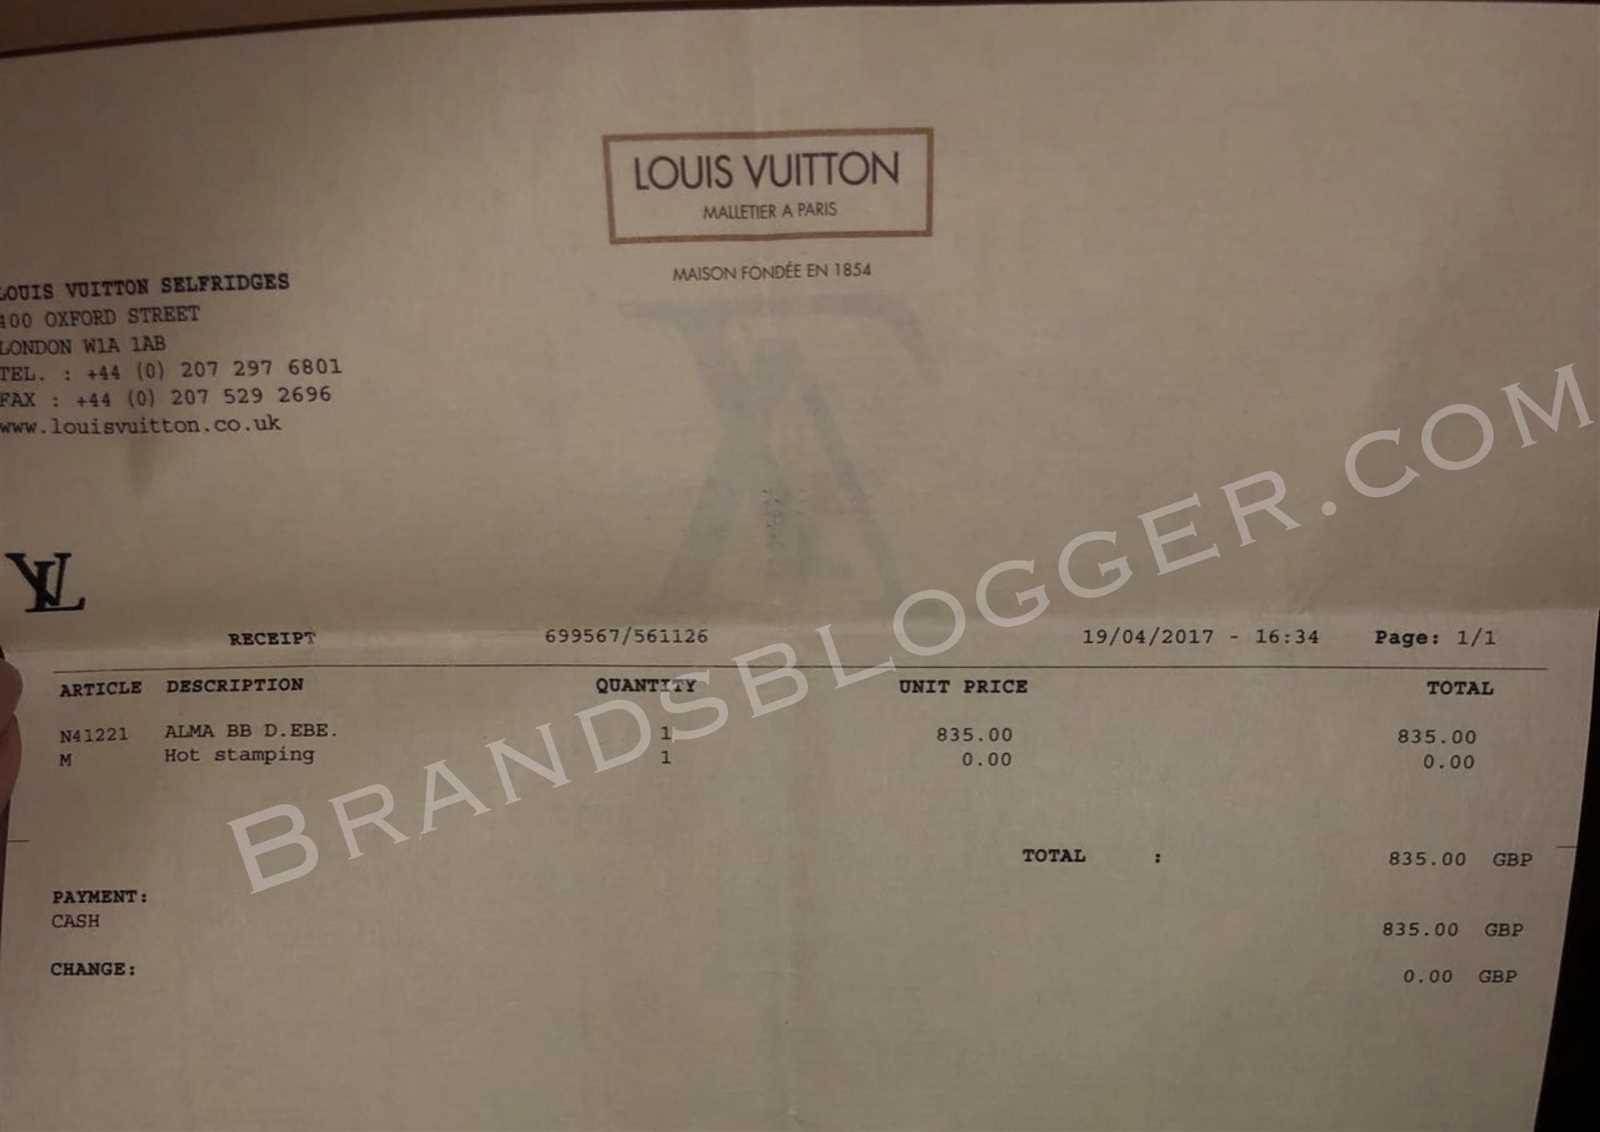 LOUIS VUITTON
MALLETIER A PARIS
MAISON FONDÉE EN 1854
LOUIS VUITTON SELFRIDGES
400 OXFORD STREET
LONDON W1A 1AB
TEL. : +44 (0) 207 297 6801
FAX : +44 (0) 207 529 2696
www.louisvuitton.co.uk
LV
RECEIPT 699567/561126 19/04/2017 - 16:34 Page: 1/1
ARTICLE DESCRIPTION QUANTITY UNIT PRICE TOTAL
N41221 ALMA BB D.EBE. 1 835.00 835.00
M Hot stamping 1 0.00 0.00
TOTAL : 835.00 GBP
PAYMENT:
CASH 835.00 GBP
CHANGE: 0.00 GBP
BRANDSBLOGGER.COM